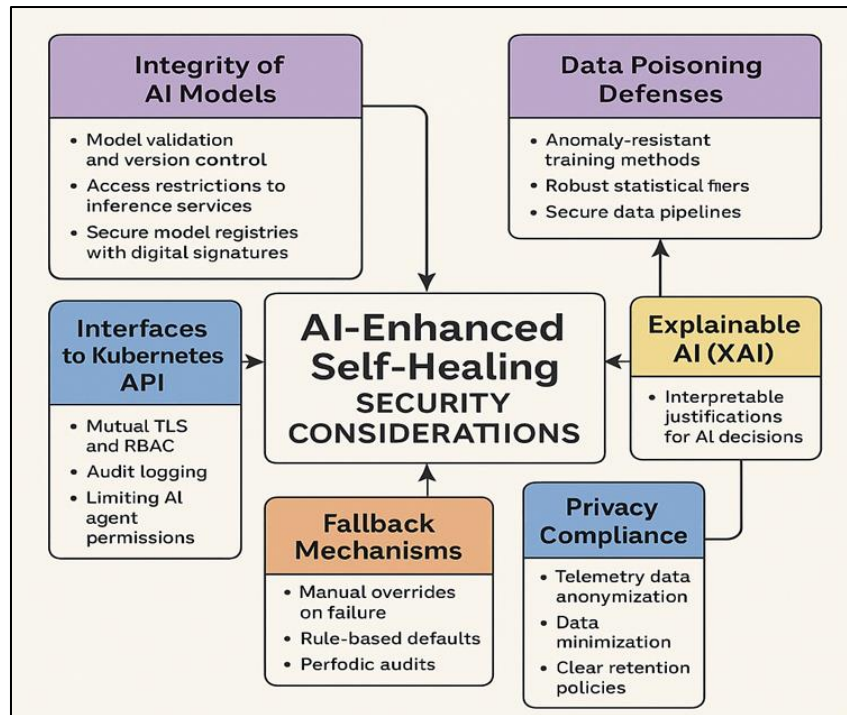 Integrity of
AI Models
• Model validation
and version control
• Access restrictions to
inference services
• Secure model registries
with digital signatures
Data Poisoning
Defenses
• Anomaly-resistant
training methods
• Robust statistical fners
• Secure data pipelines
Interfaces
to Kubernetes
API
• Mutual TLS
and RBAC
• Audit logging
• Limiting AI
agent
permissions
AI-Enhanced
Self-Healing
SECURITY
CONSIDERATIIONS
Explainable
AI (XAI)
• Interpretable
justifications
for AI decisions
Fallback
Mechanisms
• Manual overrides
on failure
• Rule-based defaults
• Perfodic audits
Privacy
Compliance
• Telemetry data
anonymization
• Data
minimization
• Clear retention
policies